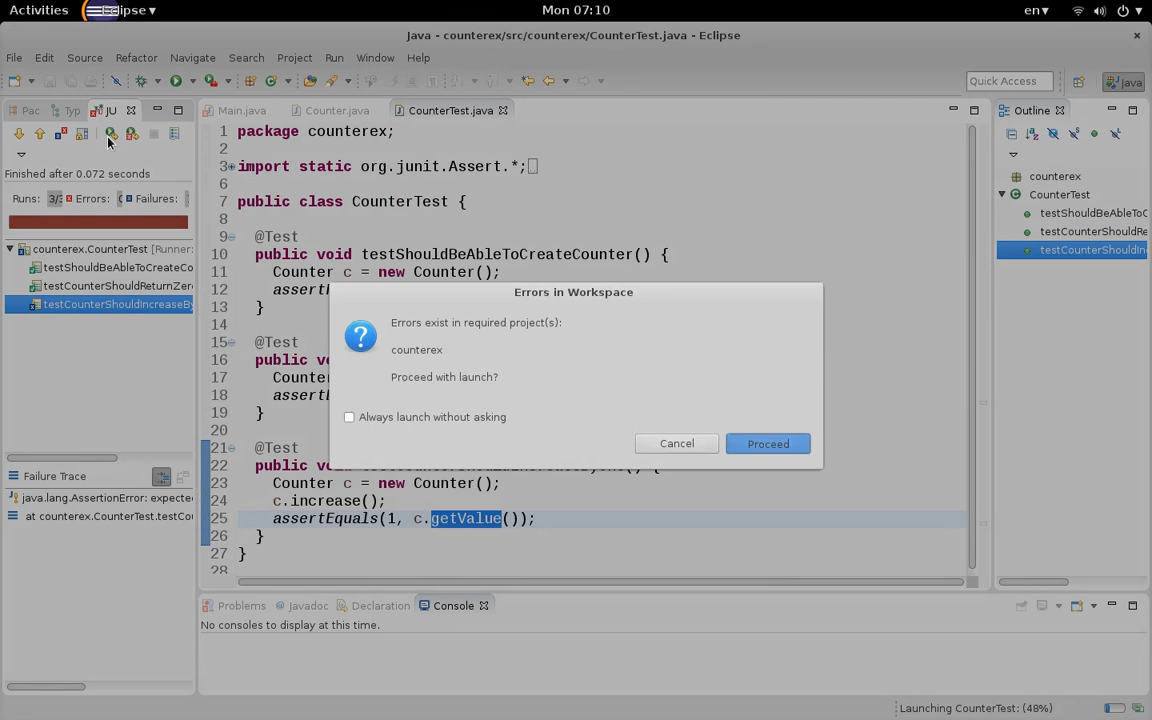 Activities Eclipse ▾ Mon 07:10 en ▾
Java - counterex/src/counterex/CounterTest.java - Eclipse ×
File Edit Source Refactor Navigate Search Project Run Window Help
Quick Access Java
Pac Typ JU Main.java Counter.java CounterTest.java Outline
Finished after 0.072 seconds
Runs: 3/3 Errors: Failures:
counterex.CounterTest [Runner:
testShouldBeAbleToCreateCo
testCounterShouldReturnZer
testCounterShouldIncreaseBy
Failure Trace
java.lang.AssertionError: expecte
at counterex.CounterTest.testCou
1 package counterex;
2
3 import static org.junit.Assert.*;
6
7 public class CounterTest {
8
9 @Test
10 public void testShouldBeAbleToCreateCounter() {
11 Counter c = new Counter();
12
13 }
14
15 @Test
16 public
17 Counter
18
19 }
20
21 @Test
22 public
23 Counter c = new Counter();
24 c.increase();
25 assertEquals(1, c.getValue());
26 }
27 }
28
Errors in Workspace
Errors exist in required project(s):
counterex
Proceed with launch?
Always launch without asking
Cancel Proceed
counterex
CounterTest
testShouldBeAbleToC
testCounterShouldRe
testCounterShouldIn
Problems Javadoc Declaration Console
No consoles to display at this time.
Launching CounterTest: (48%)